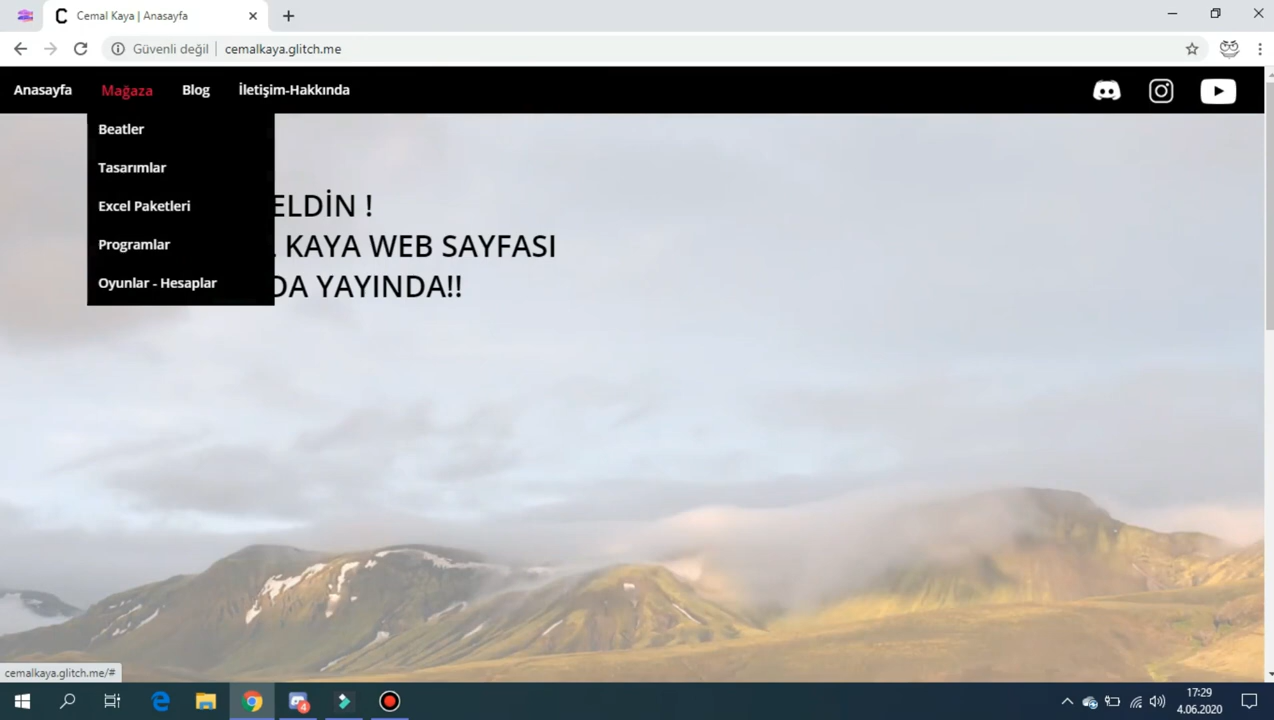 Cemal Kaya | Anasayfa
Güvenli değil
cemalkaya.glitch.me
Anasayfa
Mağaza
Blog
İletişim-Hakkında
Beatler
Tasarımlar
Excel Paketleri
Programlar
Oyunlar - Hesaplar
ELDİN !
KAYA WEB SAYFASI
DA YAYINDA!!
cemalkaya.glitch.me/#
4
17:29
4.06.2020